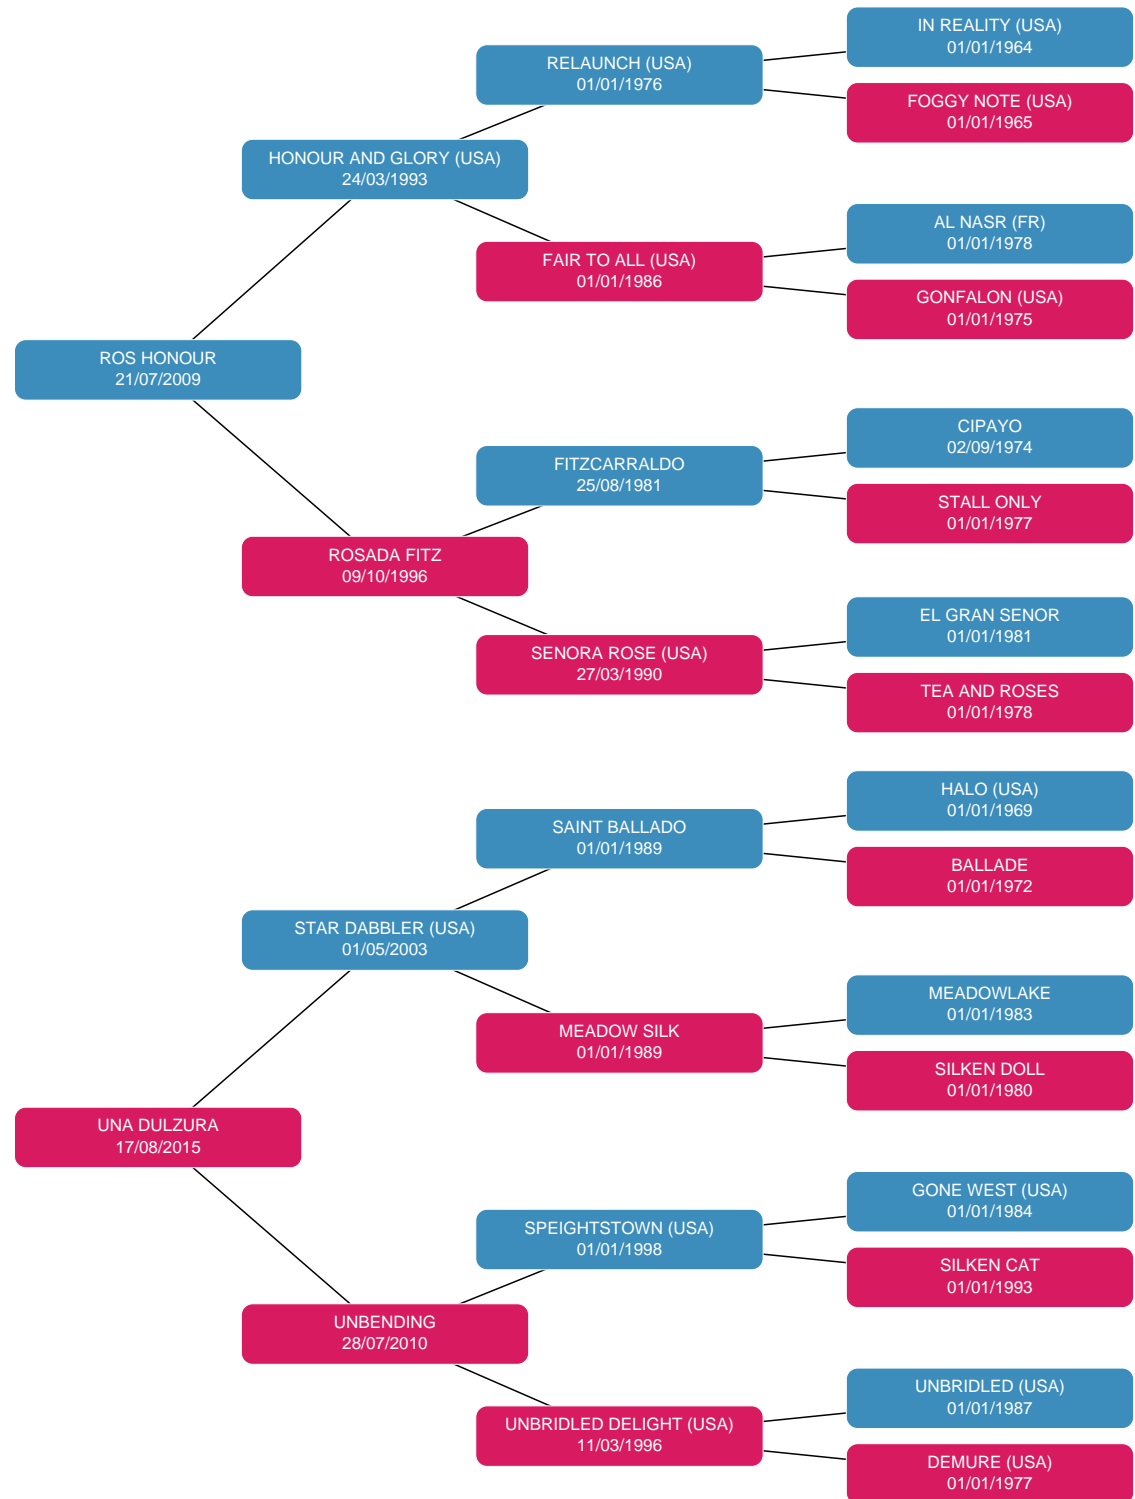 IN REALITY (USA)
01/01/1964
RELAUNCH (USA)
01/01/1976
FOGGY NOTE (USA)
01/01/1965
HONOUR AND GLORY (USA)
24/03/1993
AL NASR (FR)
01/01/1978
FAIR TO ALL (USA)
01/01/1986
GONFALON (USA)
01/01/1975
ROS HONOUR
21/07/2009
CIPAYO
02/09/1974
FITZCARRALDO
25/08/1981
STALL ONLY
01/01/1977
ROSADA FITZ
09/10/1996
EL GRAN SENOR
01/01/1981
SENORA ROSE (USA)
27/03/1990
TEA AND ROSES
01/01/1978
HALO (USA)
01/01/1969
SAINT BALLADO
01/01/1989
BALLADE
01/01/1972
STAR DABBLER (USA)
01/05/2003
MEADOWLAKE
01/01/1983
MEADOW SILK
01/01/1989
SILKEN DOLL
01/01/1980
UNA DULZURA
17/08/2015
GONE WEST (USA)
01/01/1984
SPEIGHTSTOWN (USA)
01/01/1998
SILKEN CAT
01/01/1993
UNBENDING
28/07/2010
UNBRIDLED (USA)
01/01/1987
UNBRIDLED DELIGHT (USA)
11/03/1996
DEMURE (USA)
01/01/1977